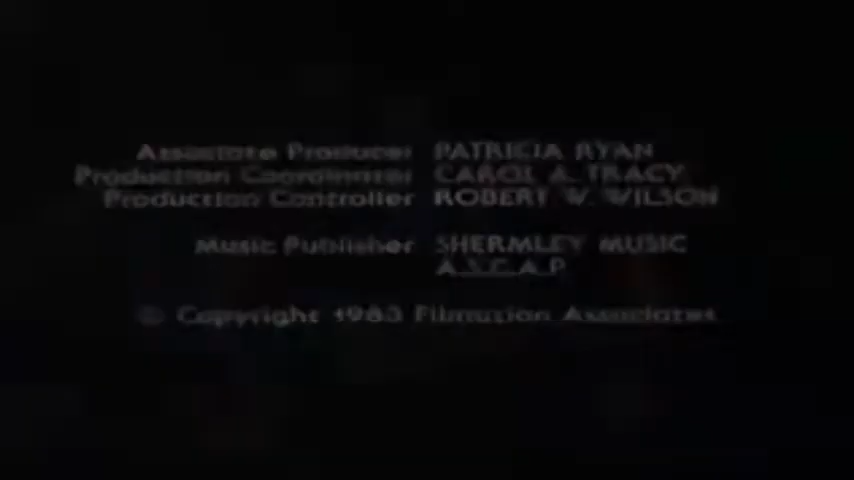 Associate Producer PATRICIA RYAN
Production Coordinator CAROL A. TRACY
Production Controller ROBERT W. WILSON
Music Publisher SHERMLEY MUSIC
A.S.C.A.P.
© Copyright 1983 Filmation Associates